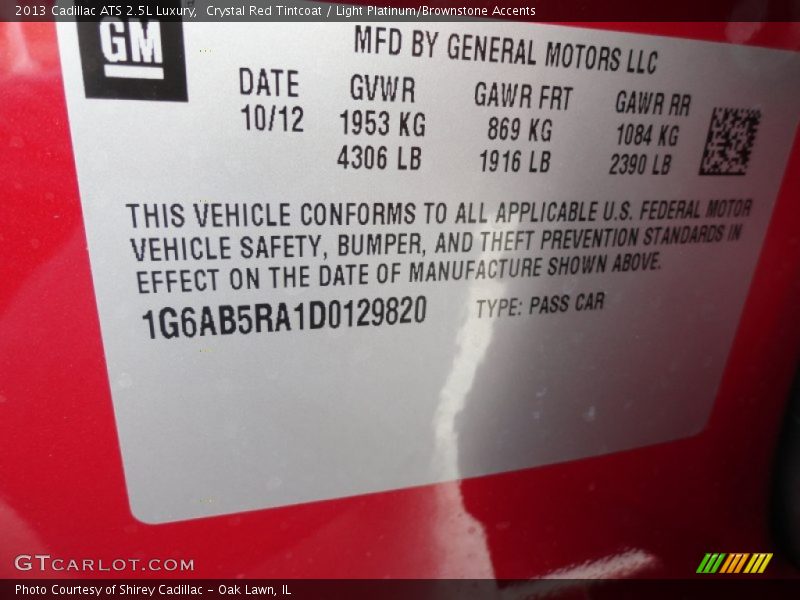 2013 Cadillac ATS 2.5L Luxury,  Crystal Red Tintcoat / Light Platinum/Brownstone Accents
GM
MFD BY GENERAL MOTORS LLC
DATE GVWR GAWR FRT GAWR RR
10/12 1953 KG 869 KG 1084 KG
4306 LB 1916 LB 2390 LB
THIS VEHICLE CONFORMS TO ALL APPLICABLE U.S. FEDERAL MOTOR
VEHICLE SAFETY, BUMPER, AND THEFT PREVENTION STANDARDS IN
EFFECT ON THE DATE OF MANUFACTURE SHOWN ABOVE.
1G6AB5RA1D0129820 TYPE: PASS CAR
GTCARLOT.COM
Photo Courtesy of Shirey Cadillac - Oak Lawn, IL